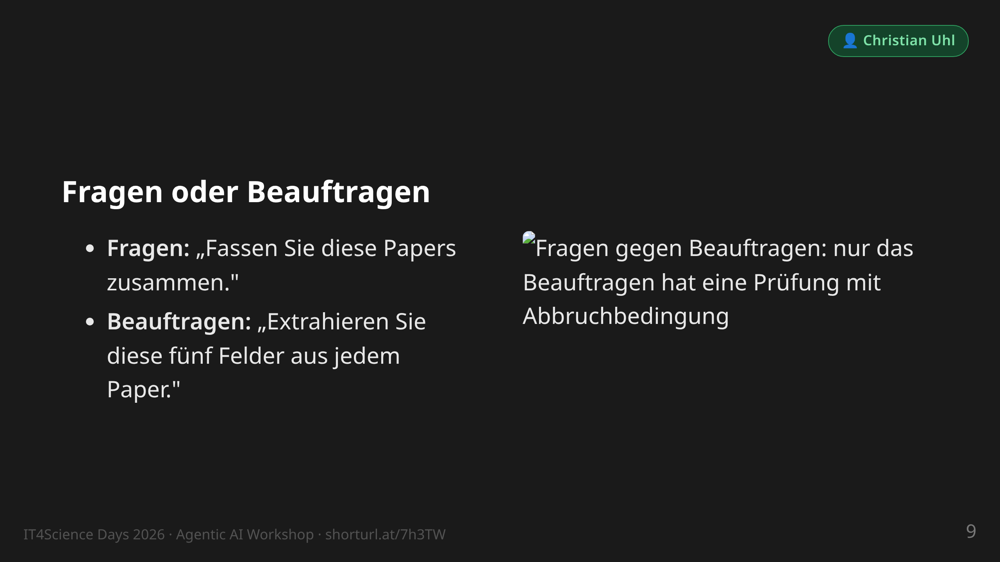 👤 Christian Uhl
Fragen oder Beauftragen
• Fragen: „Fassen Sie diese Papers
zusammen."
• Beauftragen: „Extrahieren Sie
diese fünf Felder aus jedem
Paper."
Fragen gegen Beauftragen: nur das
Beauftragen hat eine Prüfung mit
Abbruchbedingung
IT4Science Days 2026 · Agentic AI Workshop · shorturl.at/7h3TW
9